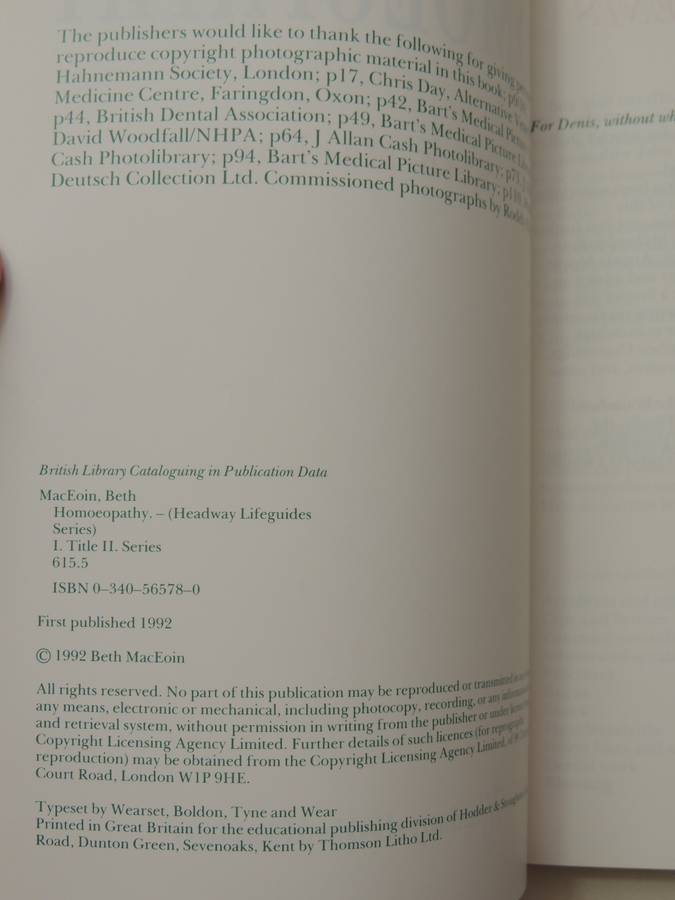 The publishers would like to thank the following for giving
reproduce copyright photographic material in this book:
Hahnemann Society, London; p17, Chris Day, Alternative
Medicine Centre, Faringdon, Oxon; p42, Bart's Medical
p44, British Dental Association; p49, Bart's Medical Picture
David Woodfall/NHPA; p64, J Allan Cash Photolibrary;
Cash Photolibrary; p94, Bart's Medical Picture Library;
Deutsch Collection Ltd. Commissioned photographs by
British Library Cataloguing in Publication Data
MacEoin, Beth
Homoeopathy. – (Headway Lifeguides
Series)
I. Title II. Series
615.5
ISBN 0–340–56578–0
First published 1992
© 1992 Beth MacEoin
All rights reserved. No part of this publication may be reproduced or transmitted
any means, electronic or mechanical, including photocopy, recording, or any
and retrieval system, without permission in writing from the publisher or under
Copyright Licensing Agency Limited. Further details of such licences (for
reproduction) may be obtained from the Copyright Licensing Agency Limited, of
Court Road, London W1P 9HE.
Typeset by Wearset, Boldon, Tyne and Wear
Printed in Great Britain for the educational publishing division of Hodder &
Road, Dunton Green, Sevenoaks, Kent by Thomson Litho Ltd.
For Denis, without